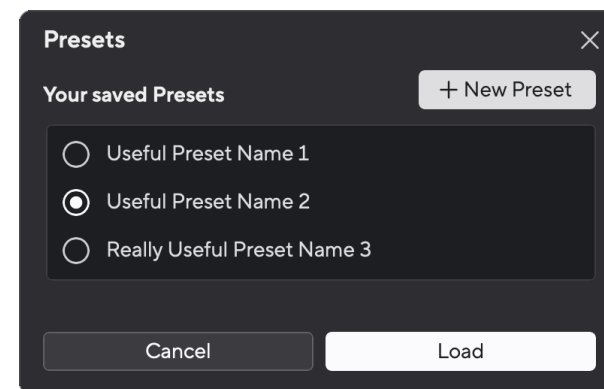 Presets
Your saved Presets
+ New Preset
Useful Preset Name 1
Useful Preset Name 2
Really Useful Preset Name 3
Cancel
Load